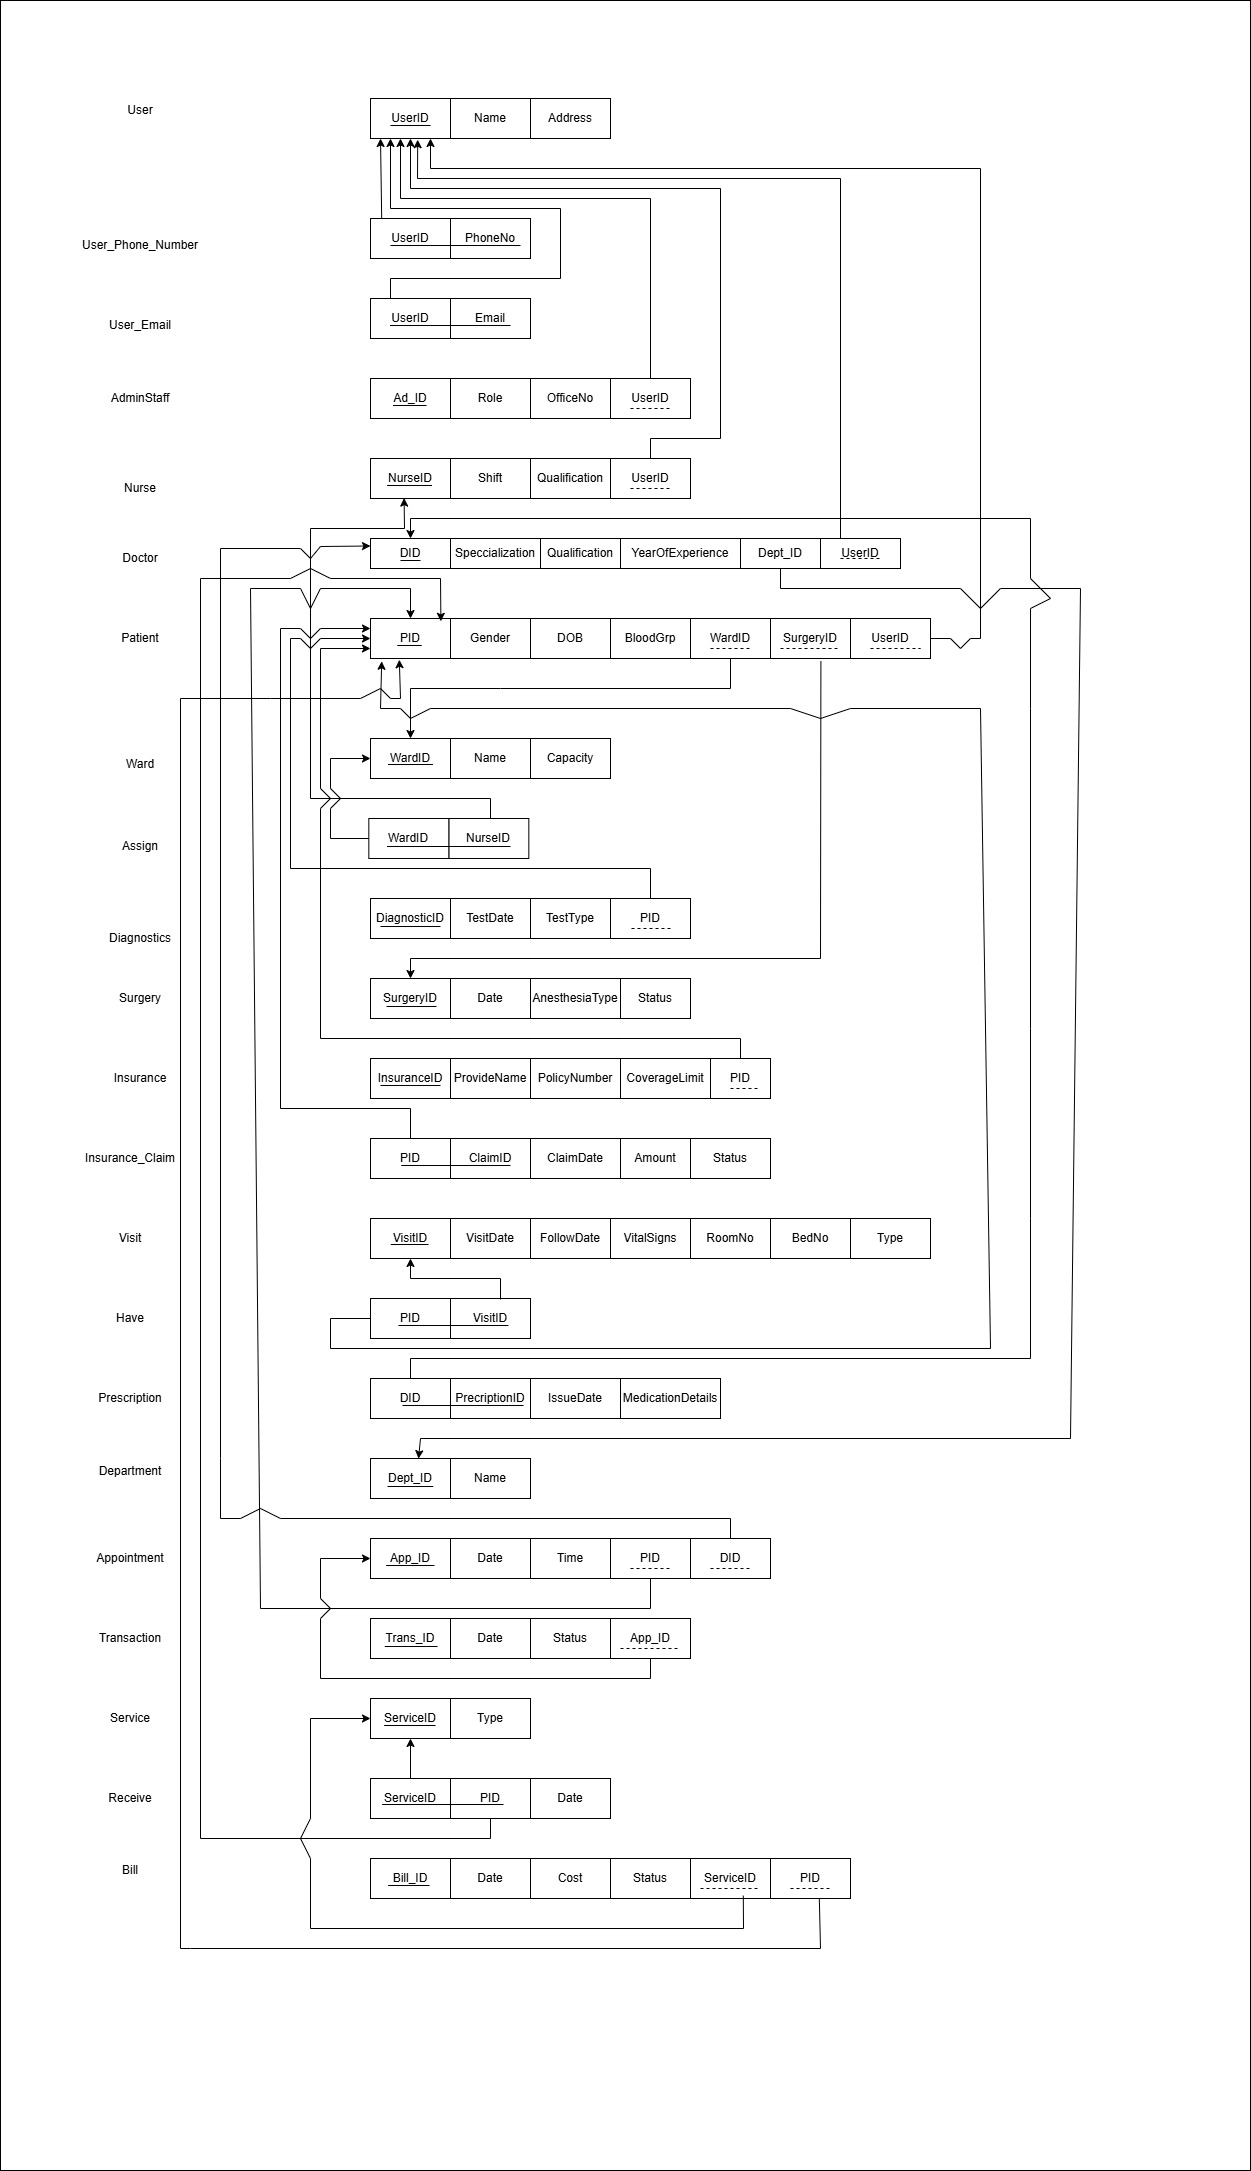 User
UserID Name Address
User_Phone_Number
UserID PhoneNo
User_Email
UserID Email
AdminStaff
Ad_ID Role OfficeNo UserID
Nurse
NurseID Shift Qualification UserID
Doctor
DID Speccialization Qualification YearOfExperience Dept_ID UserID
Patient
PID Gender DOB BloodGrp WardID SurgeryID UserID
Ward
WardID Name Capacity
Assign
WardID NurseID
Diagnostics
DiagnosticID TestDate TestType PID
Surgery
SurgeryID Date AnesthesiaType Status
Insurance
InsuranceID ProvideName PolicyNumber CoverageLimit PID
Insurance_Claim
PID ClaimID ClaimDate Amount Status
Visit
VisitID VisitDate FollowDate VitalSigns RoomNo BedNo Type
Have
PID VisitID
Prescription
DID PrecriptionID IssueDate MedicationDetails
Department
Dept_ID Name
Appointment
App_ID Date Time PID DID
Transaction
Trans_ID Date Status App_ID
Service
ServiceID Type
Receive
ServiceID PID Date
Bill
Bill_ID Date Cost Status ServiceID PID